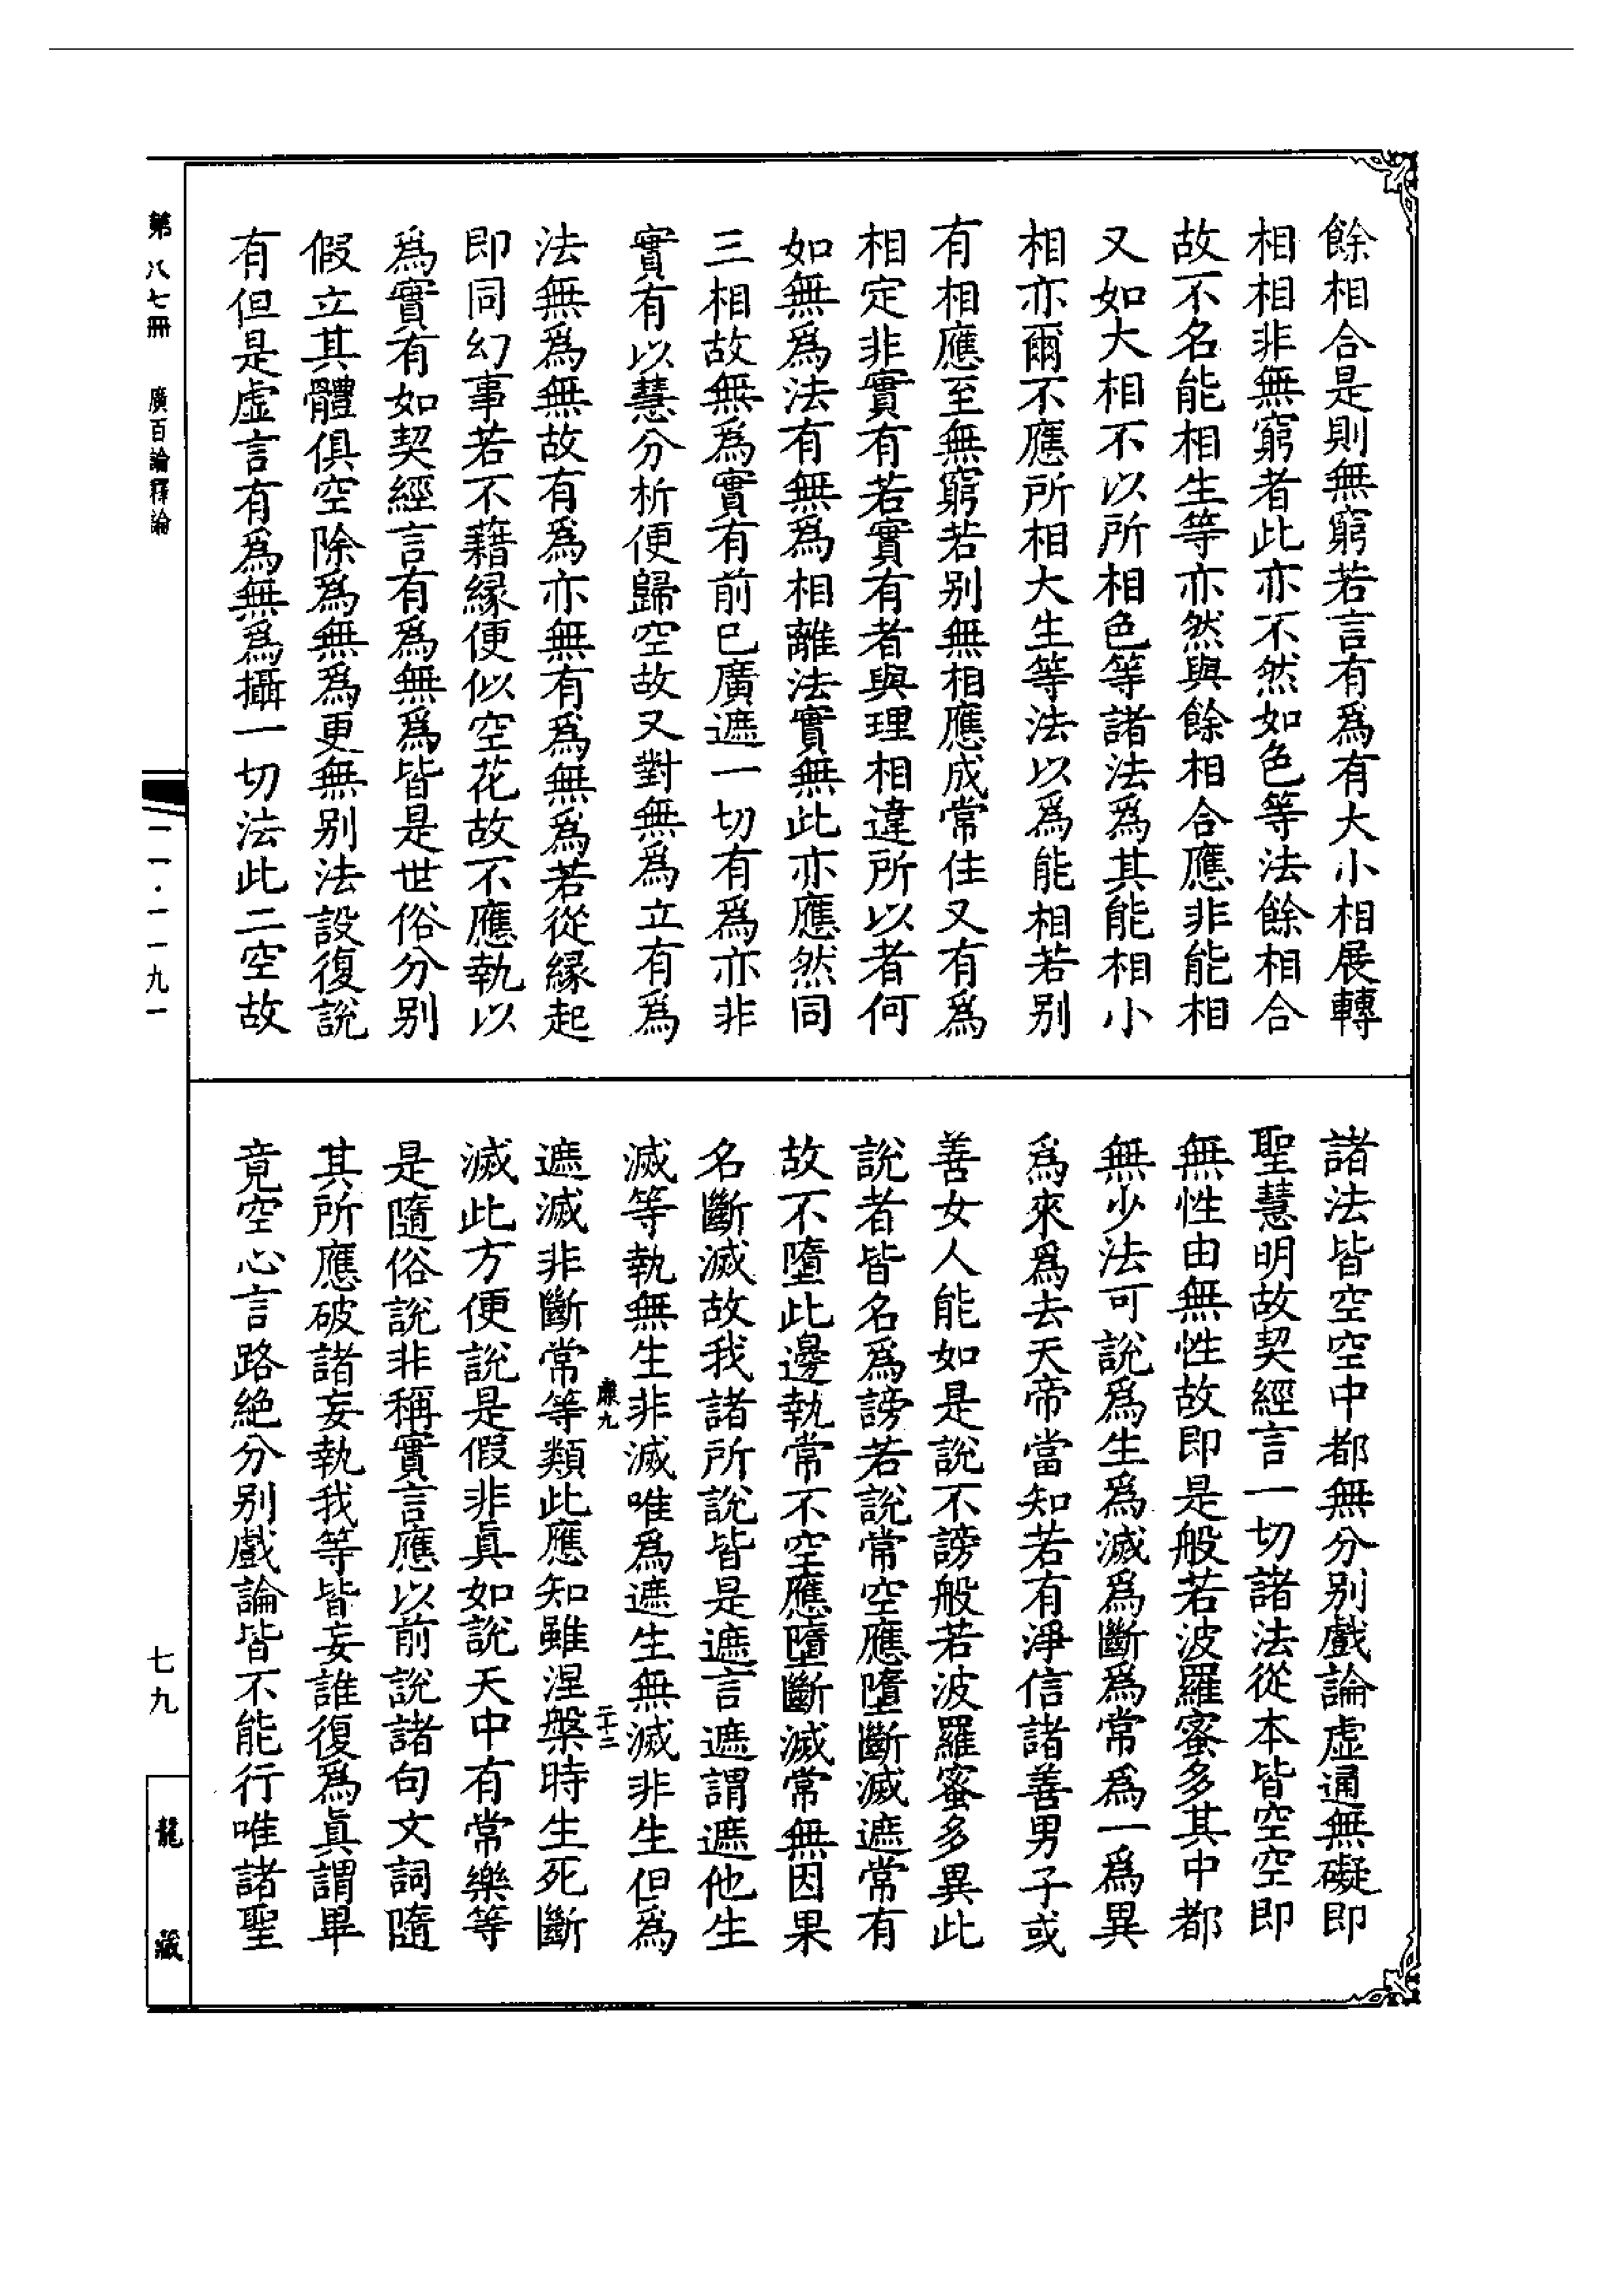 餘相合是則無窮若言有爲有大小相展轉
相相非無窮者此亦不然如色等法餘相合
故不名能相生等亦然與餘相合應非能相
又如大相不以所相色等諸法爲其能相小
相亦爾不應所相大生等法以爲能相若別
有相應至無窮若别無相應成常住又有爲
相定非實有若實有者與理相違所以者何
如無爲法有無爲相離法實無此亦應然同
三相故無爲實有前已廣遮一切有爲亦非
實有以慧分析便歸空故又對無爲立有爲
法無爲無故有爲亦無有爲無爲若從緣起
即同幻事若不藉緣便似空花故不應執以
爲實有如契經言有爲無爲皆是世俗分別
假立其體俱空除爲無爲更無別法設復說
有但是虛言有爲無爲攝一切法此二空故
諸法皆空空中都無分別戲論虛通無礙即
聖慧明故契經言一切諸法從本皆空空即
無性由無性故即是般若波羅蜜多其中都
無少法可說爲生爲滅爲斷爲常爲一爲異
爲來爲去天帝當知若有淨信諸善男子或
善女人能如是說不謗般若波羅蜜多異此
說者皆名爲謗若說常空應墮斷滅遮常有
故不墮此邊執常不空應墮斷滅常無因果
名斷滅故我諸所說皆是遮言遮謂遮他生
滅等執無生非滅唯爲遮生無滅非生但爲
康九 二十二
遮滅非斷常等類此應知雖涅槃時生死斷
滅此方便說是假非眞如說天中有常樂等
是隨俗說非稱實言應以前說諸句文詞隨
其所應破諸妄執我等皆妄誰復爲眞謂畢
竟空心言路絕分別戲論皆不能行唯諸聖
第八七冊 廣百論釋論 一一·一一九一 七九
龍藏